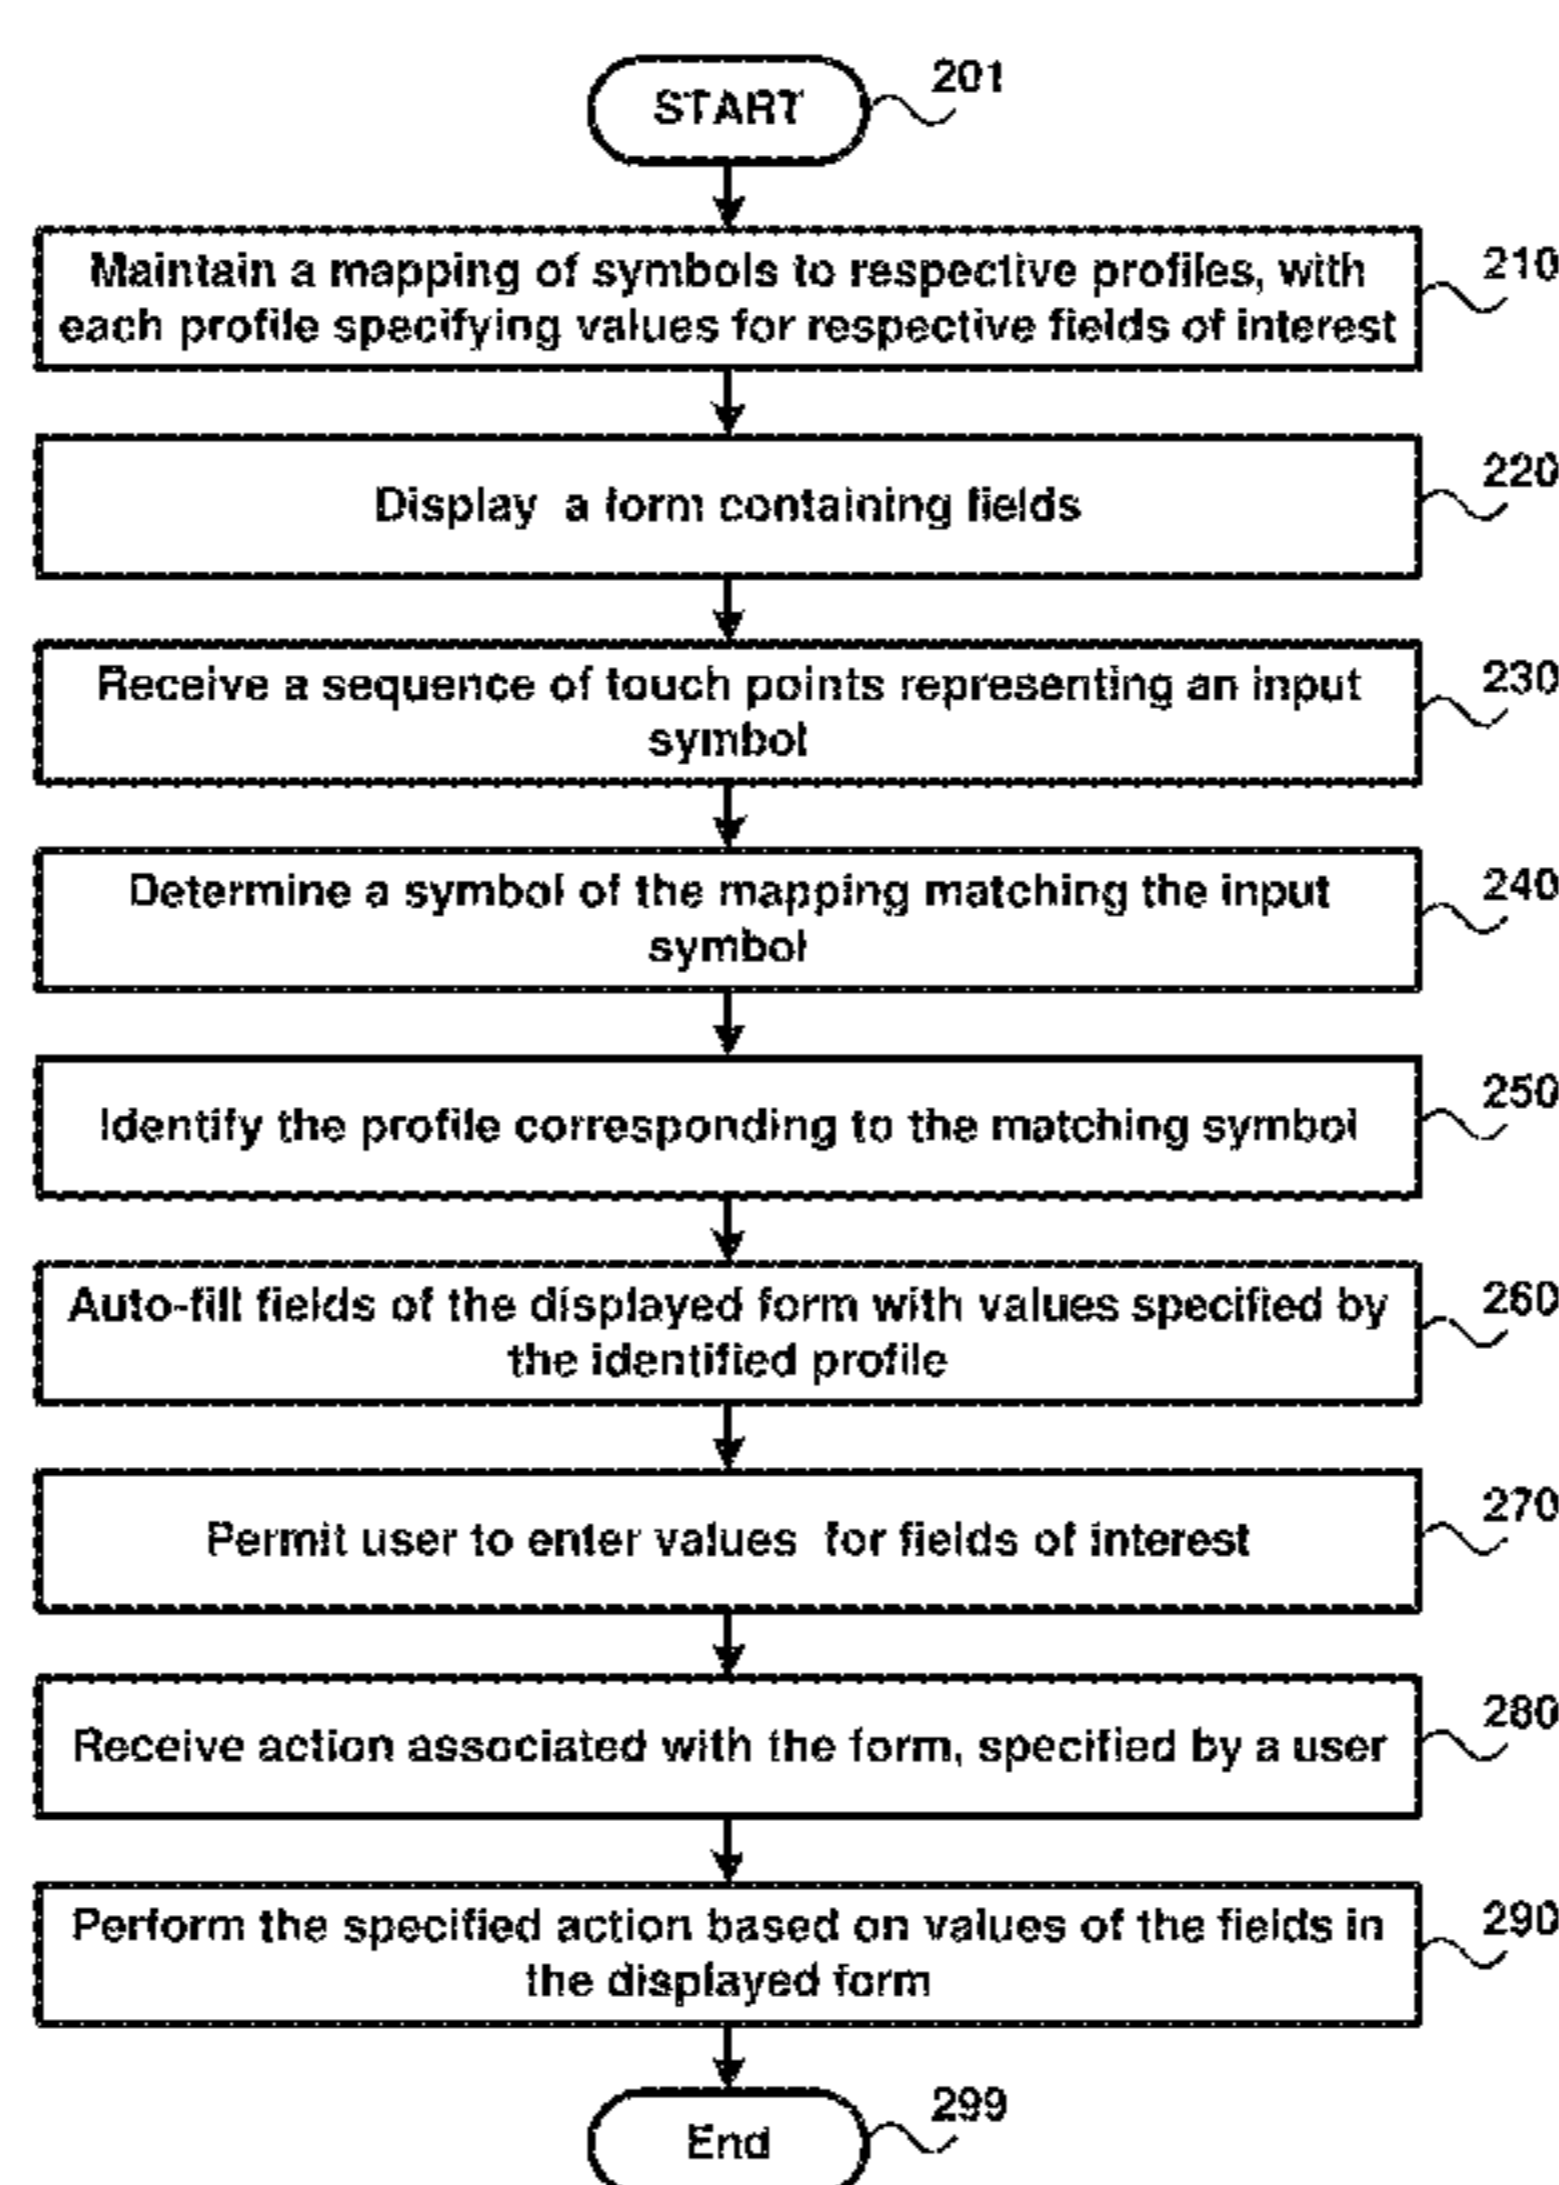 START
201
Maintain a mapping of symbols to respective profiles, with
each profile specifying values for respective fields of interest
210
Display a form containing fields
220
Receive a sequence of touch points representing an input
symbol
230
Determine a symbol of the mapping matching the input
symbol
240
Identify the profile corresponding to the matching symbol
250
Auto-fill fields of the displayed form with values specified by
the identified profile
260
Permit user to enter values for fields of interest
270
Receive action associated with the form, specified by a user
280
Perform the specified action based on values of the fields in
the displayed form
290
End
299